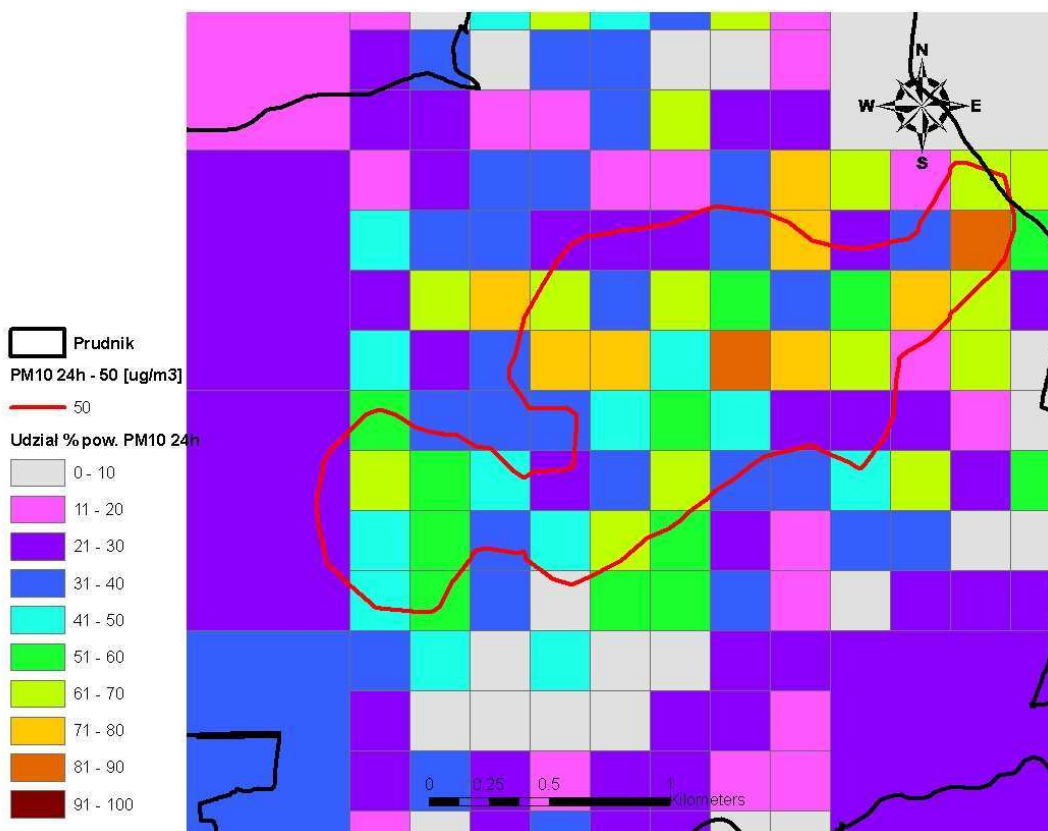 N
W E
S
Prudnik
PM10 24h - 50 [ug/m3]
50
Udział % pow. PM10 24h
0 - 10
11 - 20
21 - 30
31 - 40
41 - 50
51 - 60
61 - 70
71 - 80
81 - 90
91 - 100
0 0.25 0.5 1
Kilometers